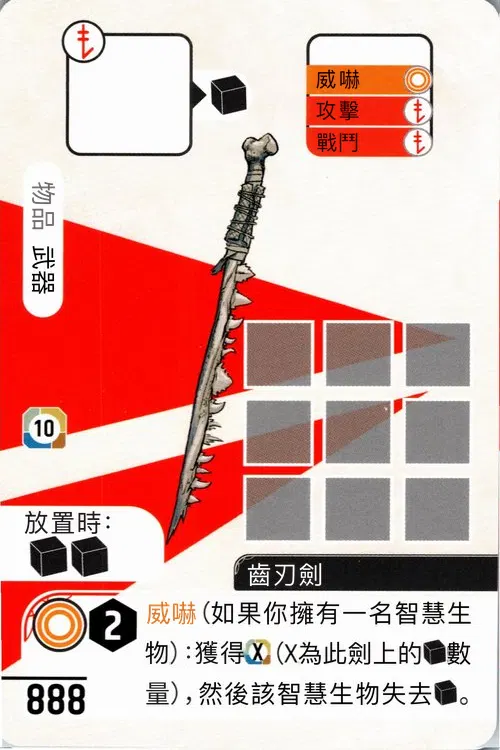 威嚇
攻擊
戰鬥
物品 武器
10
放置時：
齒刃劍
2
威嚇(如果你擁有一名智慧生
物)：獲得X(X為此劍上的數
量)，然後該智慧生物失去。
888